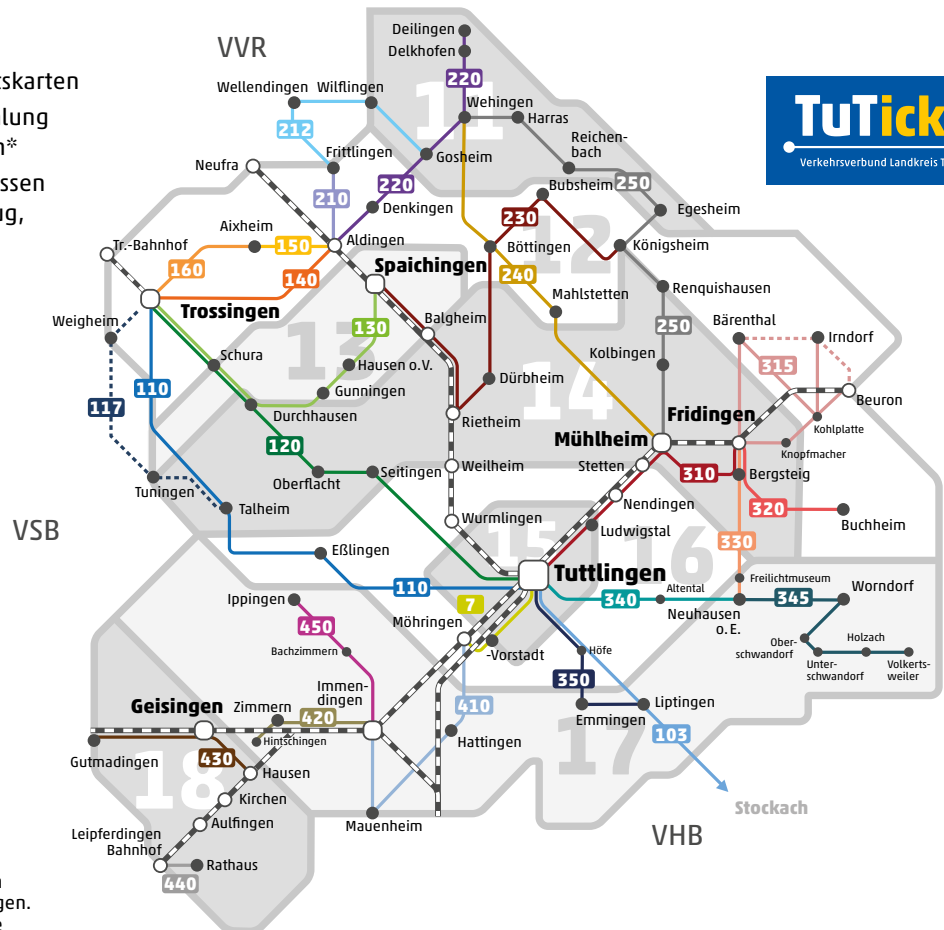 VVR
tskarten
lung
n*
ssen
ug,
TuTick
Verkehrsverbund Landkreis T
Deilingen
Delkhofen
220
11
Wellendingen
Wilflingen
Wehingen
Harras
212
Reichen-
bach
Frittlingen
Gosheim
Neufra
220
250
Bubsheim
210
Denkingen
230
12
Egesheim
Aixheim
Tr.-Bahnhof
150
Aldingen
Böttingen
Königsheim
160
Spaichingen
240
140
Mahlstetten
Renquishausen
Trossingen
Weigheim
130
Balgheim
250
Bärenthal
Irndorf
13
Schura
Hausen o.V.
Kolbingen
315
110
Gunningen
Dürbheim
14
Beuron
117
Durchhausen
Rietheim
Fridingen
Kohlplatte
120
Mühlheim
Knopfmacher
Stetten
Weilheim
Oberflacht
Seitingen
310
Bergsteig
Tuningen
Nendingen
320
Talheim
Wurmlingen
Buchheim
VSB
15
Ludwigstal
16
330
Eßlingen
Tuttlingen
Freilichtmuseum
Worndorf
110
Altental
Ippingen
7
340
345
Neuhausen
o.E.
450
Möhringen
Ober-
schwandorf
Holzach
Bachzimmern
-Vorstadt
Höfe
Unter-
schwandorf
Volkerts-
weiler
Immen-
dingen
350
Geisingen
Zimmern
410
Liptingen
420
Emmingen
103
Hintschingen
Hattingen
17
Gutmadingen
430
Hausen
18
Kirchen
Stockach
Aulfingen
Mauenheim
VHB
Leipferdingen
Bahnhof
Rathaus
440
gen.